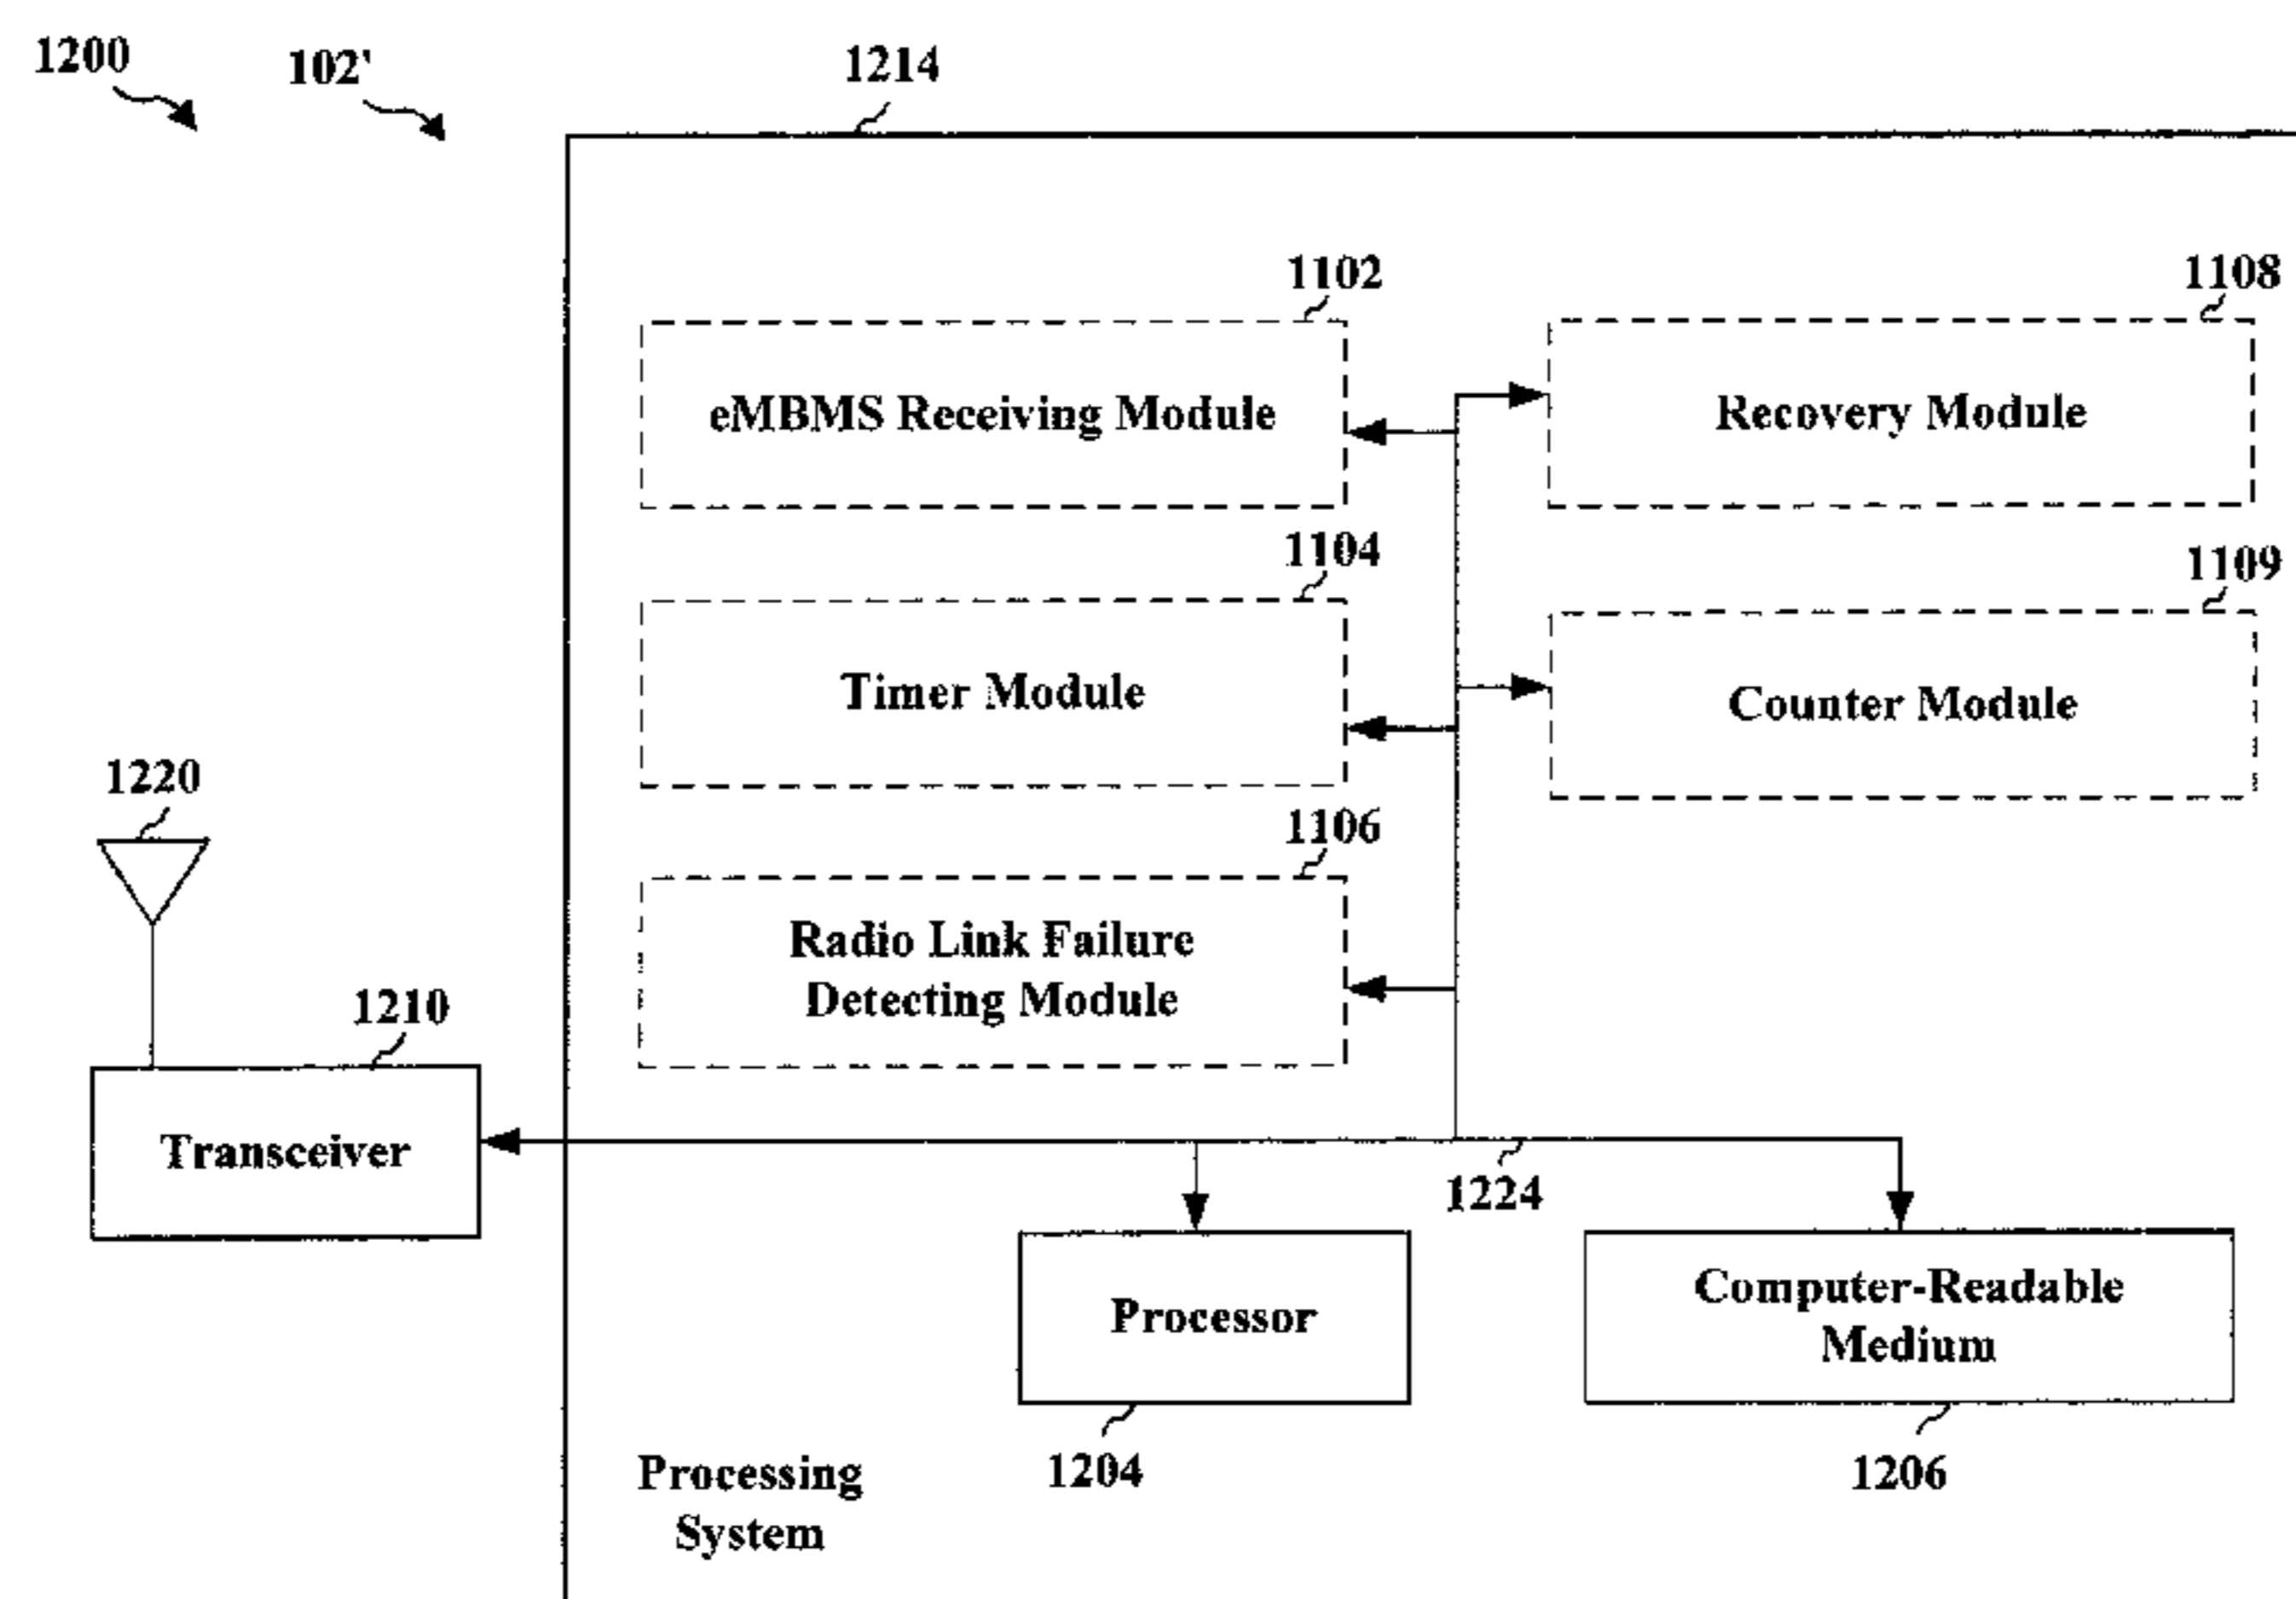 1200
102'
1214
1102
1108
eMBMS Receiving Module
Recovery Module
1104
1109
Timer Module
Counter Module
1220
1106
Radio Link Failure
Detecting Module
1210
Transceiver
1224
Processor
Computer-Readable
Medium
1204
1206
Processing
System